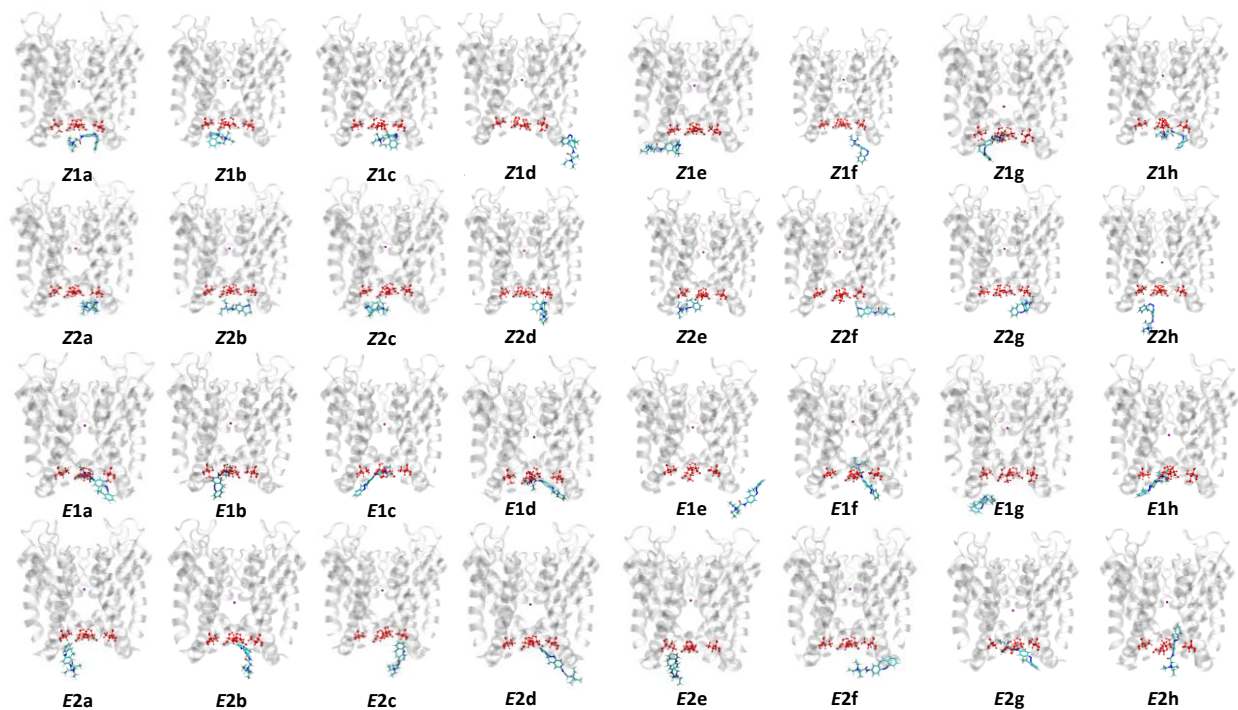 Z1a Z1b Z1c Z1d Z1e Z1f Z1g Z1h
Z2a Z2b Z2c Z2d Z2e Z2f Z2g Z2h
E1a E1b E1c E1d E1e E1f E1g E1h
E2a E2b E2c E2d E2e E2f E2g E2h